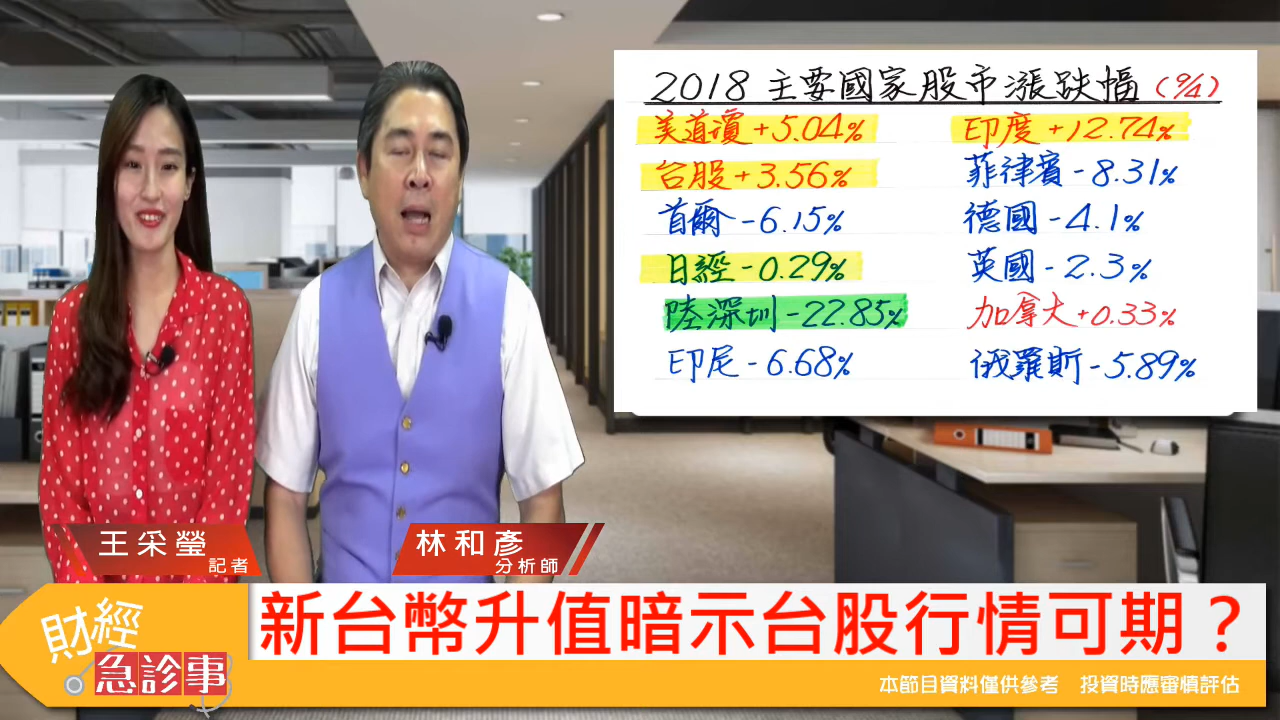 2018 主要國家股市漲跌幅 (%)
美道瓊 +5.04%
印度 +12.74%
台股 +3.56%
菲律賓 -8.31%
首爾 -6.15%
德國 -4.1%
日經 -0.29%
英國 -2.3%
陸深圳 -22.85%
加拿大 +0.33%
印尼 -6.68%
俄羅斯 -5.89%
王采瑩
記者
林和彥
分析師
財經
急診事
新台幣升值暗示台股行情可期？
本節目資料僅供參考 投資時應審慎評估